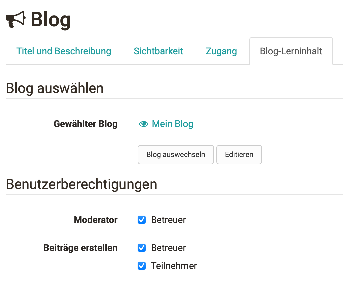 Blog
Titel und Beschreibung Sichtbarkeit Zugang Blog-Lerninhalt
Blog auswählen
Gewählter Blog Mein Blog
Blog auswechseln Editieren
Benutzerberechtigungen
Moderator Betreuer
Beiträge erstellen Betreuer
Teilnehmer